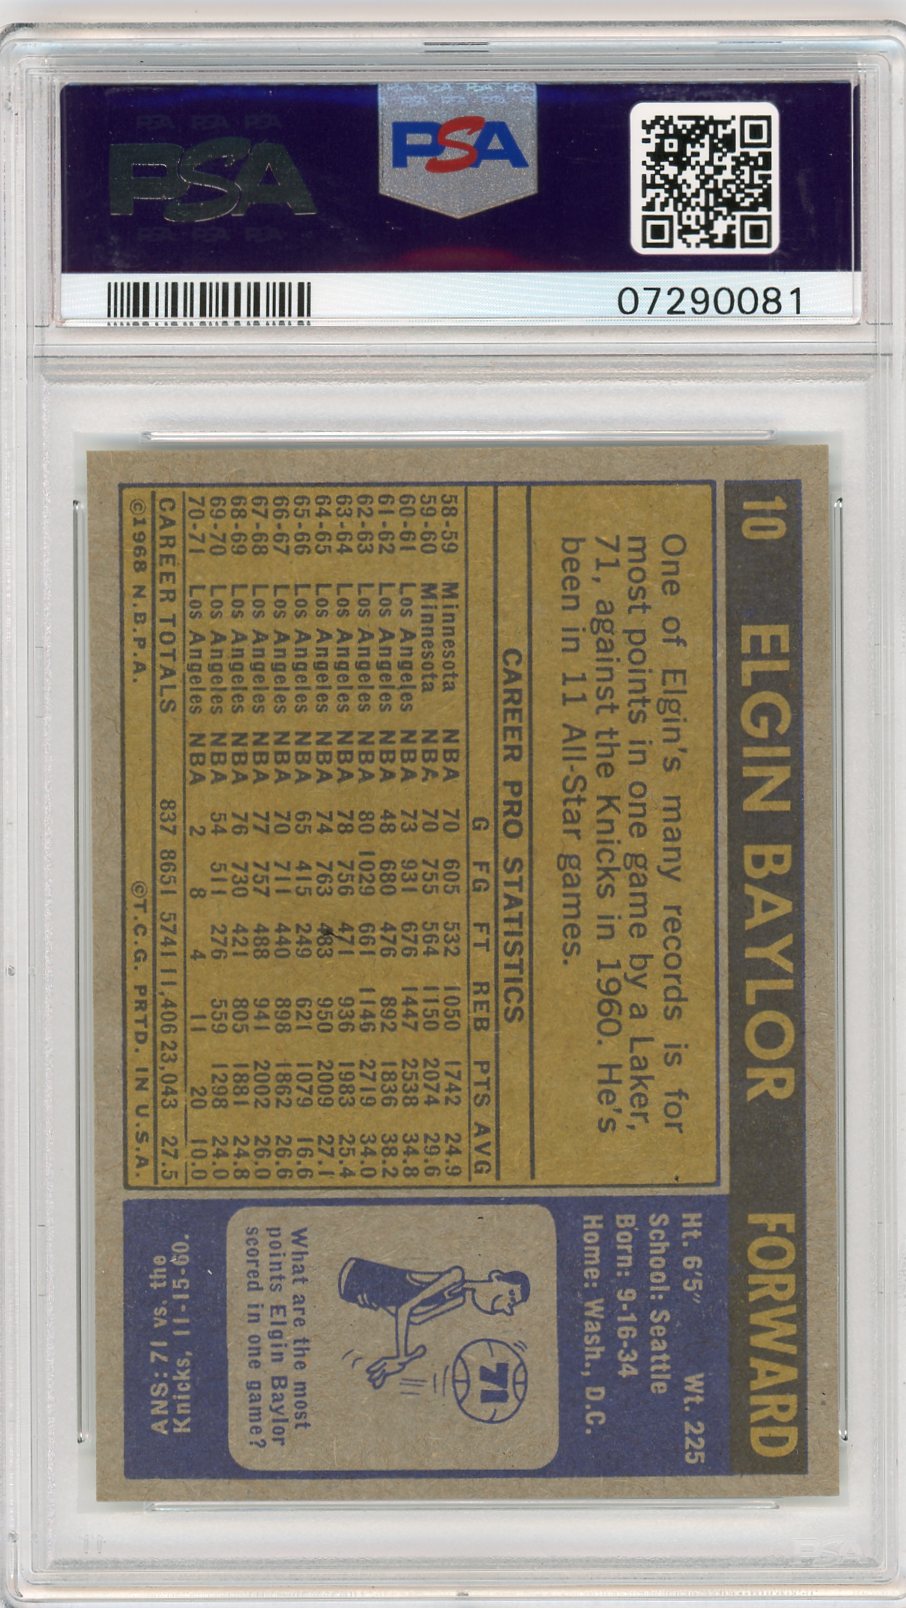 PSA
PSA
07290081
10 ELGIN BAYLOR FORWARD
One of Elgin's many records is for
most points in one game by a Laker,
71, against the Knicks in 1960. He's
been in 11 All-Star games.
CAREER PRO STATISTICS
G FG FT REB PTS AVG
58-59 Minnesota NBA 70 605 532 1050 1742 24.9
59-60 Minnesota NBA 70 755 564 1150 2074 29.6
60-61 Los Angeles NBA 73 931 676 1447 2538 34.8
61-62 Los Angeles NBA 48 680 476 892 1836 38.2
62-63 Los Angeles NBA 80 1029 661 1146 2719 34.0
63-64 Los Angeles NBA 78 756 471 936 1983 25.4
64-65 Los Angeles NBA 74 763 483 950 2009 27.1
65-66 Los Angeles NBA 65 415 249 621 1079 16.6
66-67 Los Angeles NBA 70 711 440 898 1862 26.6
67-68 Los Angeles NBA 77 757 488 941 2002 26.0
68-69 Los Angeles NBA 76 730 421 805 1881 24.8
69-70 Los Angeles NBA 54 511 276 559 1298 24.0
70-71 Los Angeles NBA 2 8 4 11 20 10.0
CAREER TOTALS 837 8651 5741 11,406 23,043 27.5
©1968 N.B.P.A. ©T.C.G. PRTD. IN U.S.A.
Ht. 6'5" Wt. 225
School: Seattle
Born: 9-16-34
Home: Wash., D.C.
71
What are the most
points Elgin Baylor
scored in one game?
ANS: 71 vs. the
Knicks, 11-15-60.
PSA